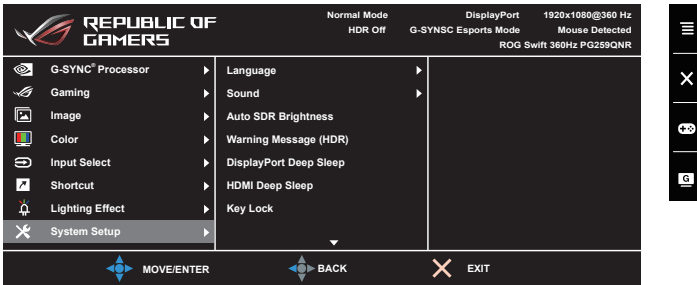 REPUBLIC OF
GAMERS
Normal Mode DisplayPort 1920x1080@360 Hz
HDR Off G-SYNSC Esports Mode Mouse Detected
ROG Swift 360Hz PG259QNR
G-SYNC® Processor
Gaming
Image
Color
Input Select
Shortcut
Lighting Effect
System Setup
Language
Sound
Auto SDR Brightness
Warning Message (HDR)
DisplayPort Deep Sleep
HDMI Deep Sleep
Key Lock
MOVE/ENTER BACK EXIT
G